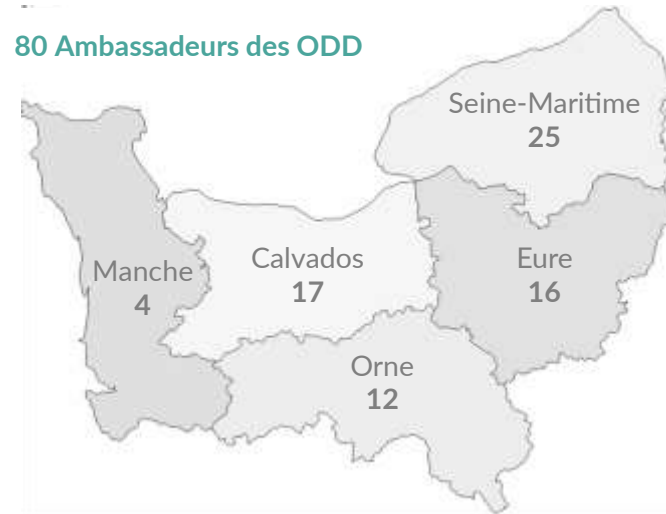 80 Ambassadeurs des ODD
Seine-Maritime
25
Manche
4
Calvados
17
Eure
16
Orne
12